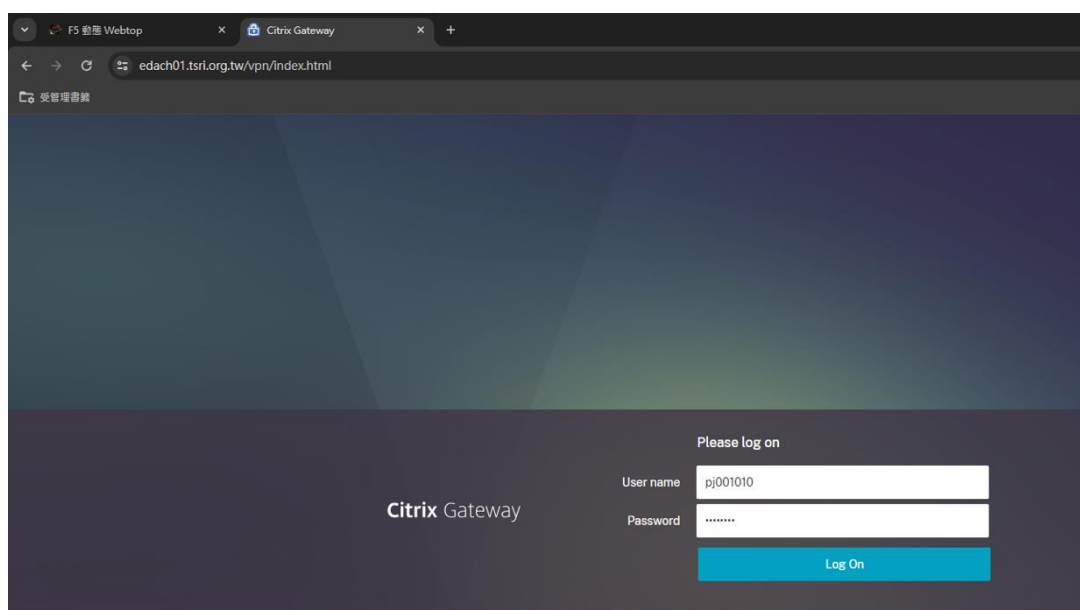 F5 動態 Webtop
Citrix Gateway
edach01.tsri.org.tw/vpn/index.html
受管理書籤
Please log on
User name
pj001010
Citrix Gateway
Password
........
Log On